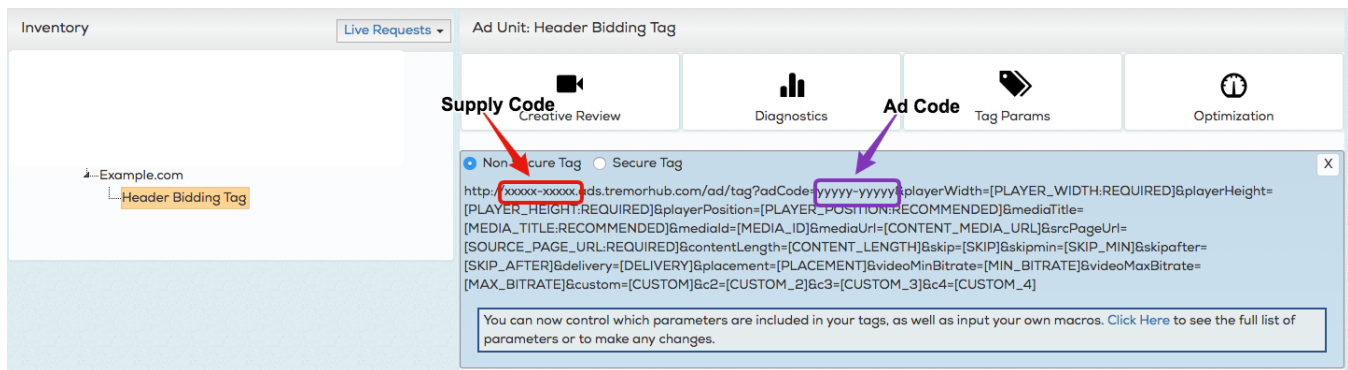 Inventory
Live Requests
Ad Unit: Header Bidding Tag
Supply Code
Creative Review
Diagnostics
Ad Code
Tag Params
Optimization
Example.com
Header Bidding Tag
Non Secure Tag
Secure Tag
X
http://xxxxx-xxxxx.ads.tremorhub.com/ad/tag?adCode=yyyyy-yyyyy&playerWidth=[PLAYER_WIDTH:REQUIRED]&playerHeight=
[PLAYER_HEIGHT:REQUIRED]&playerPosition=[PLAYER_POSITION:RECOMMENDED]&mediaTitle=
[MEDIA_TITLE:RECOMMENDED]&mediaId=[MEDIA_ID]&mediaUrl=[CONTENT_MEDIA_URL]&srcPageUrl=
[SOURCE_PAGE_URL:REQUIRED]&contentLength=[CONTENT_LENGTH]&skip=[SKIP]&skipmin=[SKIP_MIN]&skipafter=
[SKIP_AFTER]&delivery=[DELIVERY]&placement=[PLACEMENT]&videoMinBitrate=[MIN_BITRATE]&videoMaxBitrate=
[MAX_BITRATE]&custom=[CUSTOM]&c2=[CUSTOM_2]&c3=[CUSTOM_3]&c4=[CUSTOM_4]
You can now control which parameters are included in your tags, as well as input your own macros. Click Here to see the full list of
parameters or to make any changes.